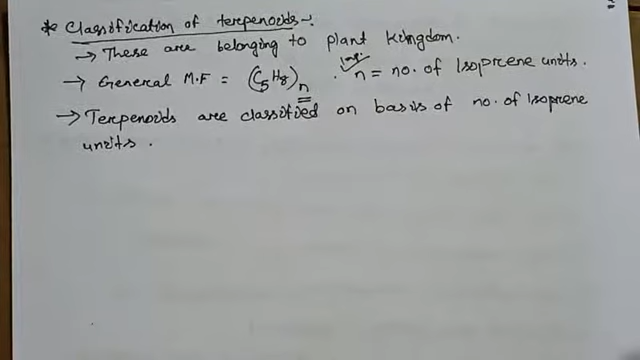 * Classification of terpenoids :-
→ These are belonging to plant kingdom.
→ General M.F = (C5H8)n . imp n = no. of Isoprene units.
→ Terpenoids are classified on basis of no. of Isoprene
units .